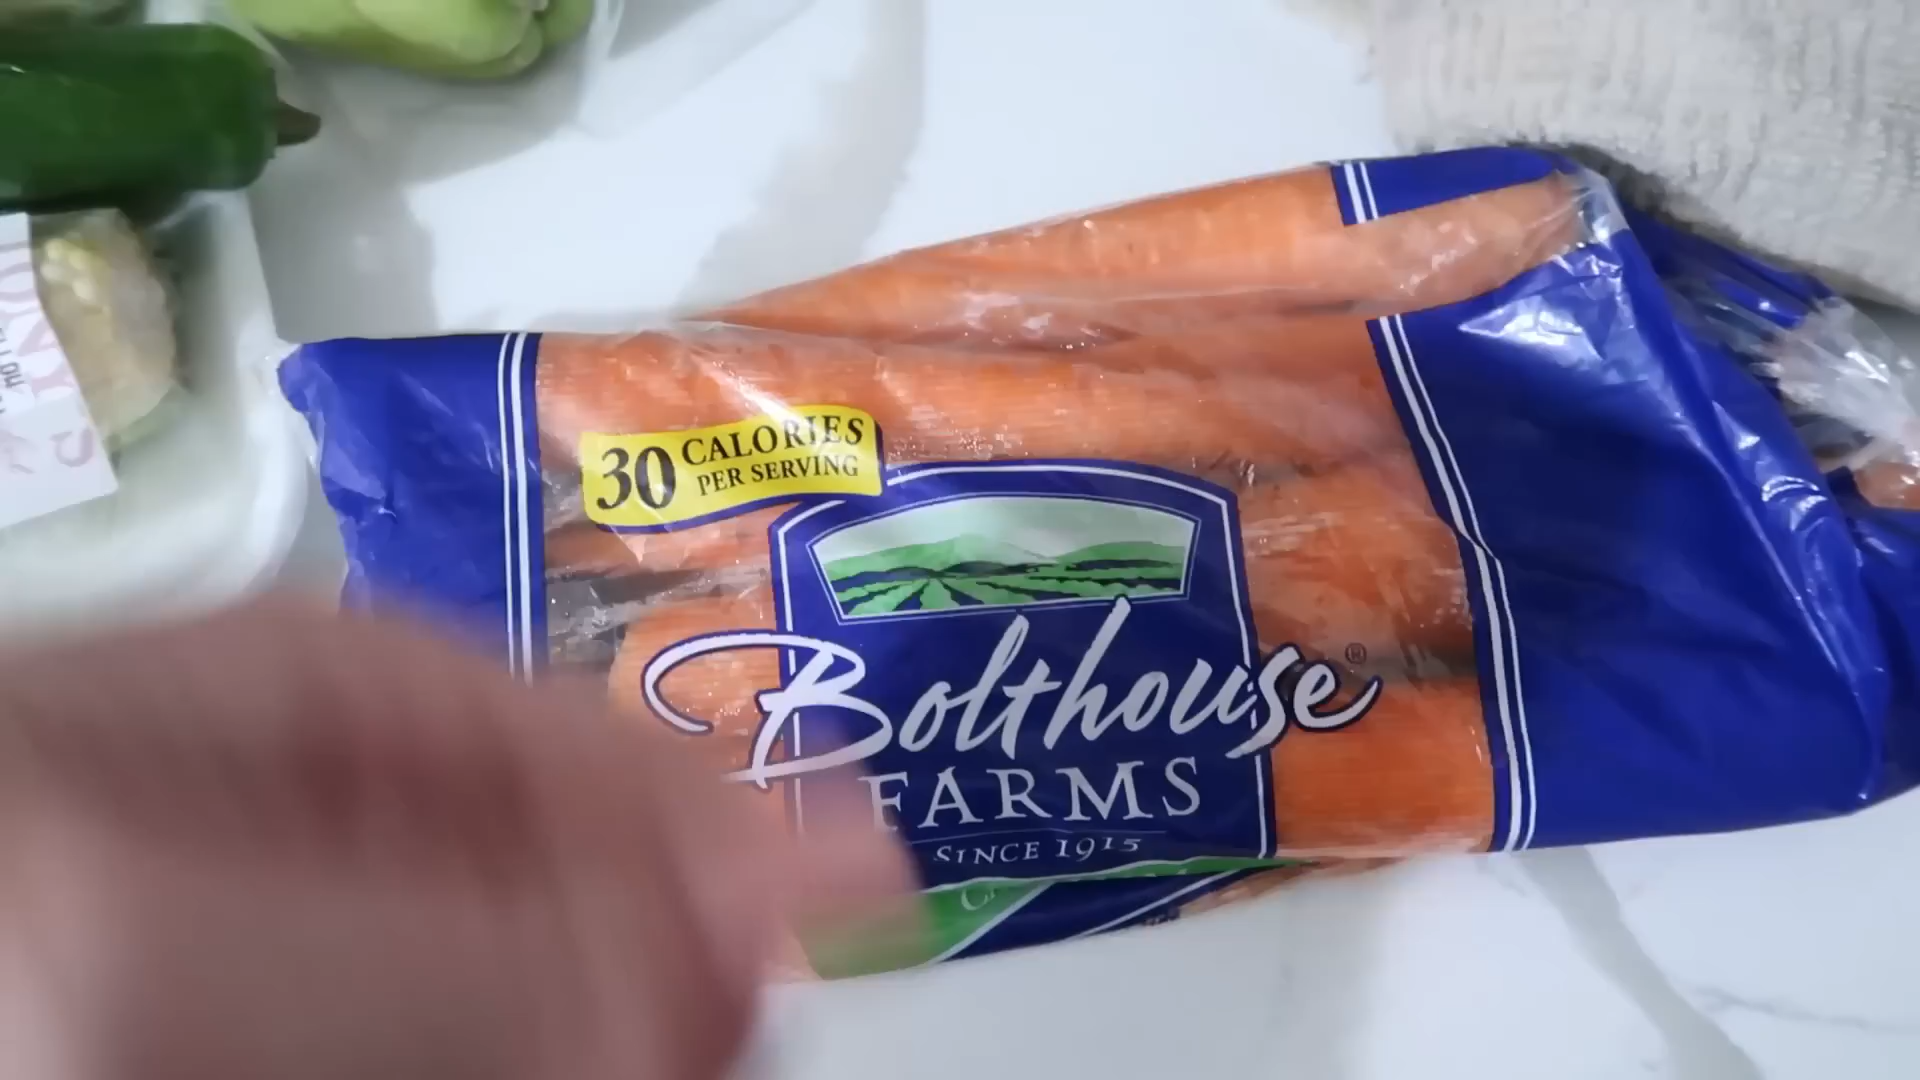 30 CALORIES
PER SERVING
Bolthouse®
FARMS
SINCE 1915